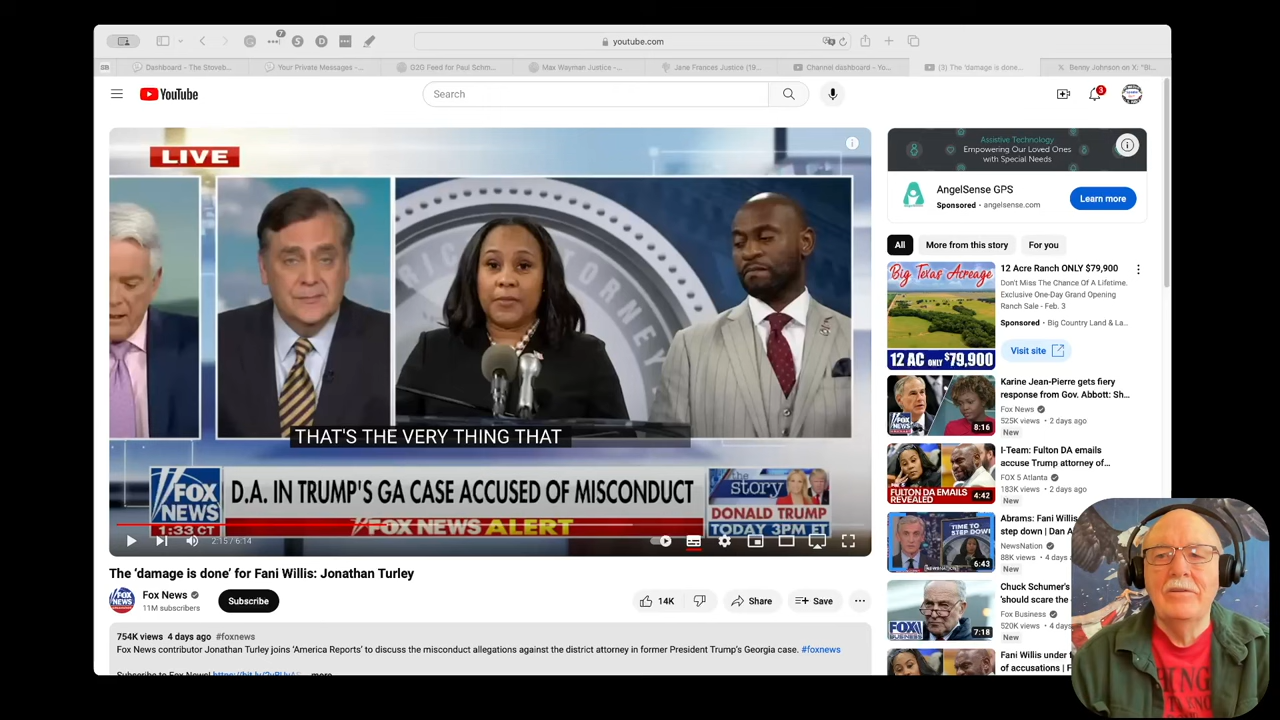 youtube.com
Dashboard - The Stoveb...
Your Private Messages -...
G2G Feed for Paul Schm...
Max Wayman Justice -...
Jane Frances Justice (19...
Channel dashboard - Yo...
(3) The 'damage is done'...
Benny Johnson on X: "Bl...
YouTube
Search
3
LIVE
THAT'S THE VERY THING THAT
FOX
NEWS
1:33 CT
D.A. IN TRUMP'S GA CASE ACCUSED OF MISCONDUCT
FOX NEWS ALERT
the
story
DONALD TRUMP
TODAY 3PM ET
2:15 / 6:14
The 'damage is done' for Fani Willis: Jonathan Turley
Fox News
11M subscribers
Subscribe
14K
Share
Save
754K views 4 days ago #foxnews
Fox News contributor Jonathan Turley joins 'America Reports' to discuss the misconduct allegations against the district attorney in former President Trump's Georgia case. #foxnews
Assistive Technology
Empowering Our Loved Ones
with Special Needs
AngelSense GPS
Sponsored · angelsense.com
Learn more
All
More from this story
For you
Big Texas Acreage
12 AC ONLY $79,900
12 Acre Ranch ONLY $79,900
Don't Miss The Chance Of A Lifetime.
Exclusive One-Day Grand Opening
Ranch Sale - Feb. 3
Sponsored · Big Country Land & La...
Visit site
Karine Jean-Pierre gets fiery
response from Gov. Abbott: Sh...
Fox News
525K views · 2 days ago
New
8:16
I-Team: Fulton DA emails
accuse Trump attorney of...
FOX 5 Atlanta
183K views · 2 days ago
New
FULTON DA EMAILS
REVEALED
4:42
Abrams: Fani Willis
step down | Dan A
NewsNation
88K views · 4 days
New
TIME TO
STEP DOWN
6:43
Chuck Schumer's
'should scare the
Fox Business
520K views · 4 days
New
7:18
Fani Willis under
of accusations | F